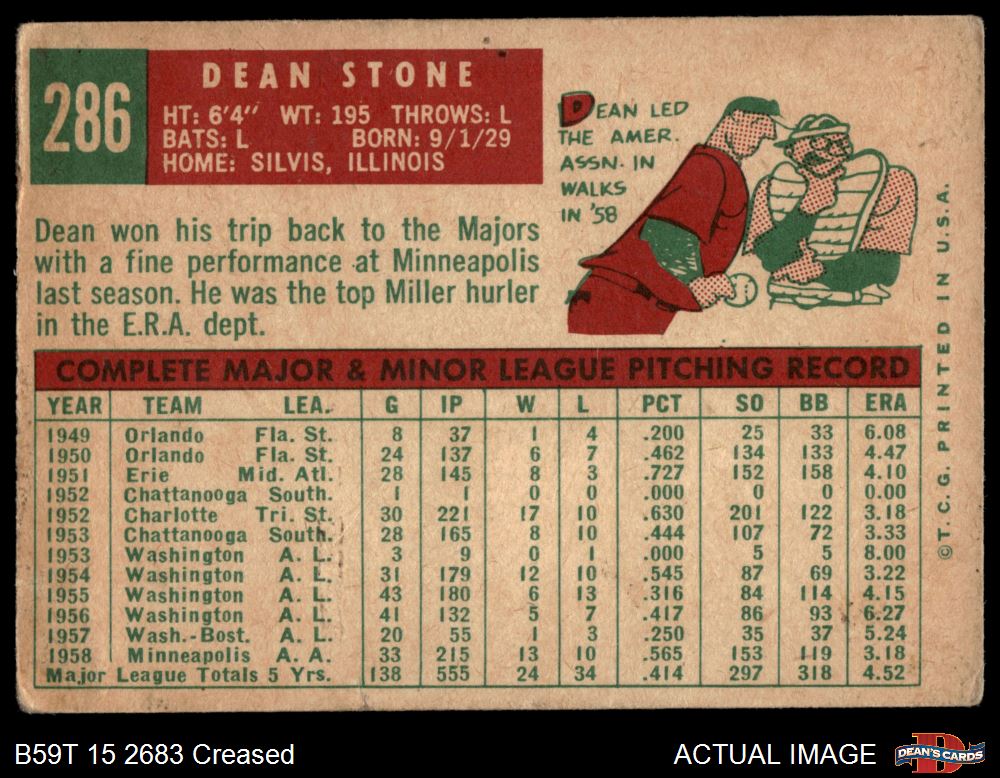 286
DEAN STONE
HT: 6'4" WT: 195 THROWS: L
BATS: L BORN: 9/1/29
HOME: SILVIS, ILLINOIS
DEAN LED
THE AMER.
ASSN. IN
WALKS
IN '58
Dean won his trip back to the Majors
with a fine performance at Minneapolis
last season. He was the top Miller hurler
in the E.R.A. dept.
COMPLETE MAJOR & MINOR LEAGUE PITCHING RECORD
YEAR TEAM LEA. G IP W L PCT SO BB ERA
1949 Orlando Fla. St. 8 37 1 4 .200 25 33 6.08
1950 Orlando Fla. St. 24 137 6 7 .462 134 133 4.47
1951 Erie Mid. Atl. 28 145 8 3 .727 152 158 4.10
1952 Chattanooga South. 1 1 0 0 .000 0 0 0.00
1952 Charlotte Tri. St. 30 221 17 10 .630 201 122 3.18
1953 Chattanooga South. 28 165 8 10 .444 107 72 3.33
1953 Washington A. L. 3 9 0 1 .000 5 5 8.00
1954 Washington A. L. 31 179 12 10 .545 87 69 3.22
1955 Washington A. L. 43 180 6 13 .316 84 114 4.15
1956 Washington A. L. 41 132 5 7 .417 86 93 6.27
1957 Wash.-Bost. A. L. 20 55 1 3 .250 35 37 5.24
1958 Minneapolis A. A. 33 215 13 10 .565 153 119 3.18
Major League Totals 5 Yrs. 138 555 24 34 .414 297 318 4.52
©T. C. G. PRINTED IN U.S.A.
B59T 15 2683 Creased
ACTUAL IMAGE
DEAN'S CARDS